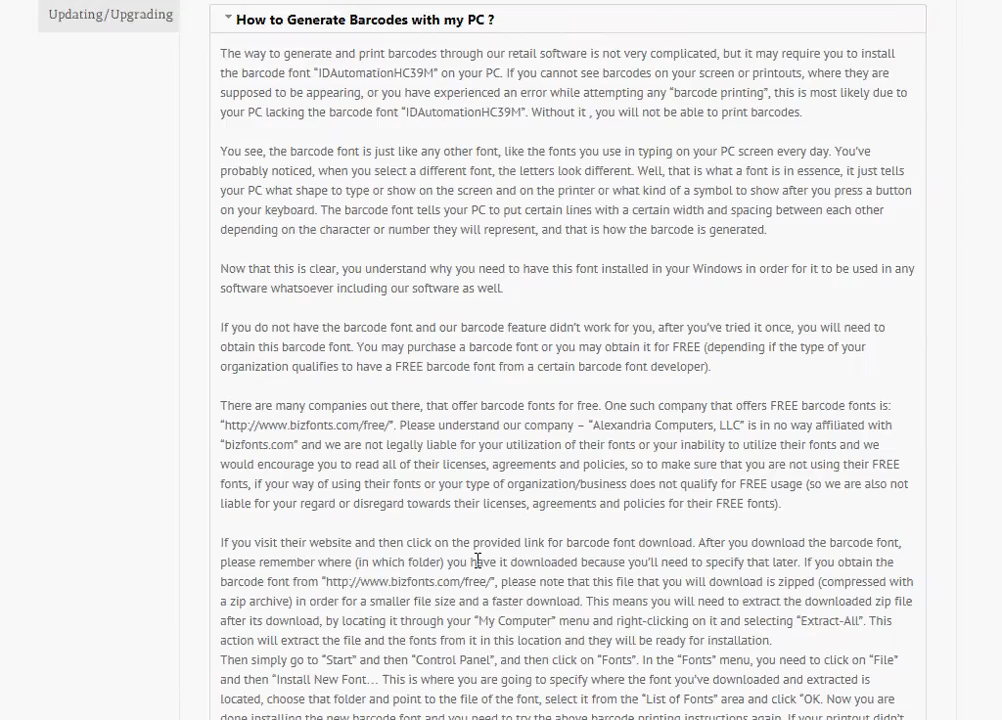 Updating/Upgrading
How to Generate Barcodes with my PC ?
The way to generate and print barcodes through our retail software is not very complicated, but it may require you to install
the barcode font “IDAutomationHC39M” on your PC. If you cannot see barcodes on your screen or printouts, where they are
supposed to be appearing, or you have experienced an error while attempting any “barcode printing”, this is most likely due to
your PC lacking the barcode font “IDAutomationHC39M”. Without it , you will not be able to print barcodes.
You see, the barcode font is just like any other font, like the fonts you use in typing on your PC screen every day. You’ve
probably noticed, when you select a different font, the letters look different. Well, that is what a font is in essence, it just tells
your PC what shape to type or show on the screen and on the printer or what kind of a symbol to show after you press a button
on your keyboard. The barcode font tells your PC to put certain lines with a certain width and spacing between each other
depending on the character or number they will represent, and that is how the barcode is generated.
Now that this is clear, you understand why you need to have this font installed in your Windows in order for it to be used in any
software whatsoever including our software as well.
If you do not have the barcode font and our barcode feature didn’t work for you, after you’ve tried it once, you will need to
obtain this barcode font. You may purchase a barcode font or you may obtain it for FREE (depending if the type of your
organization qualifies to have a FREE barcode font from a certain barcode font developer).
There are many companies out there, that offer barcode fonts for free. One such company that offers FREE barcode fonts is:
“http://www.bizfonts.com/free/”. Please understand our company – “Alexandria Computers, LLC” is in no way affiliated with
“bizfonts.com” and we are not legally liable for your utilization of their fonts or your inability to utilize their fonts and we
would encourage you to read all of their licenses, agreements and policies, so to make sure that you are not using their FREE
fonts, if your way of using their fonts or your type of organization/business does not qualify for FREE usage (so we are also not
liable for your regard or disregard towards their licenses, agreements and policies for their FREE fonts).
If you visit their website and then click on the provided link for barcode font download. After you download the barcode font,
please remember where (in which folder) you have it downloaded because you’ll need to specify that later. If you obtain the
barcode font from “http://www.bizfonts.com/free/”, please note that this file that you will download is zipped (compressed with
a zip archive) in order for a smaller file size and a faster download. This means you will need to extract the downloaded zip file
after its download, by locating it through your “My Computer” menu and right-clicking on it and selecting “Extract-All”. This
action will extract the file and the fonts from it in this location and they will be ready for installation.
Then simply go to “Start” and then “Control Panel”, and then click on “Fonts”. In the “Fonts” menu, you need to click on “File”
and then “Install New Font... This is where you are going to specify where the font you’ve downloaded and extracted is
located, choose that folder and point to the file of the font, select it from the “List of Fonts” area and click “OK. Now you are
done installing the new barcode font and you need to try the above barcode printing instructions again. If your printout didn’t